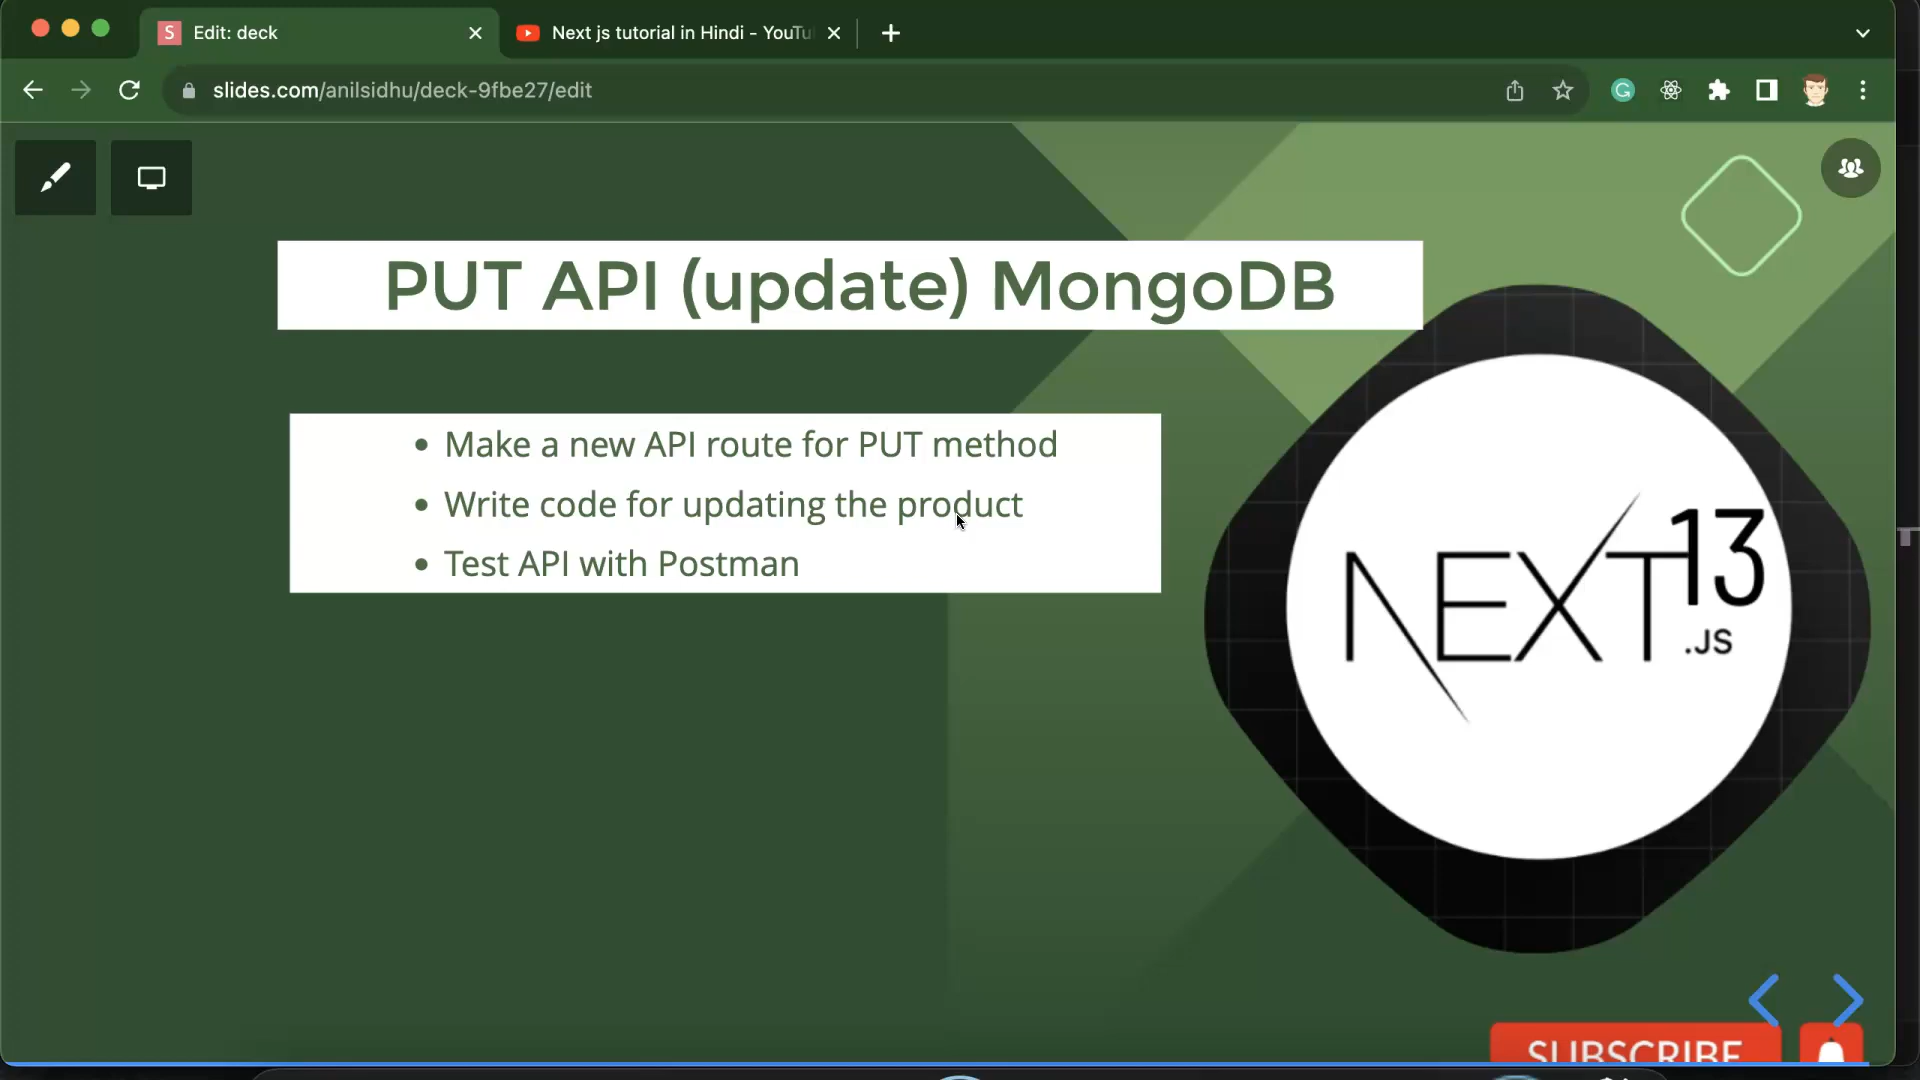 S Edit: deck
Next js tutorial in Hindi - YouTu
slides.com/anilsidhu/deck-9fbe27/edit
PUT API (update) MongoDB
• Make a new API route for PUT method
• Write code for updating the product
• Test API with Postman
NEXT 13
.JS
SUBSCRIBE